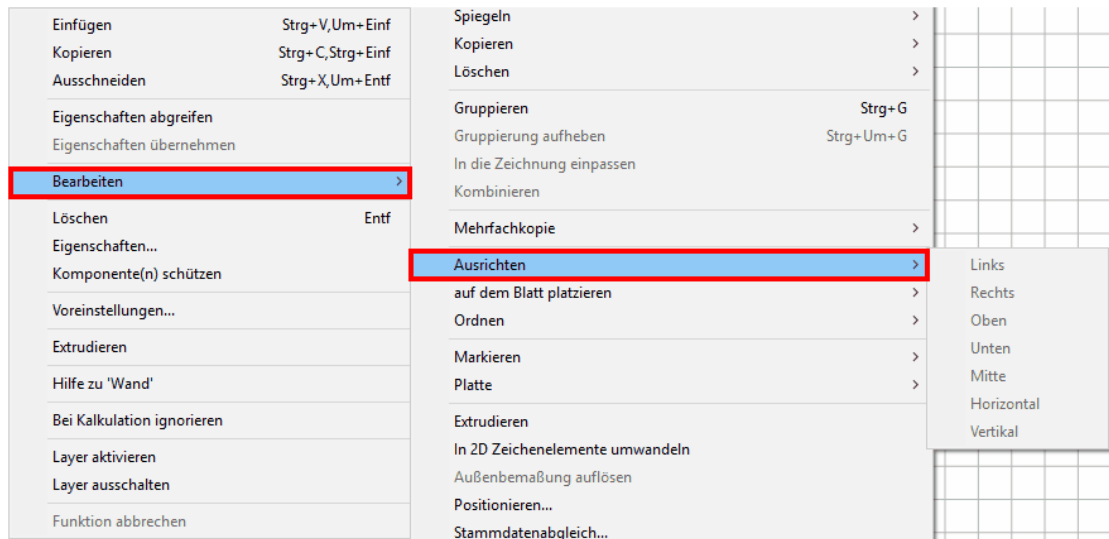 Einfügen Strg+V,Um+Einf
Kopieren Strg+C,Strg+Einf
Ausschneiden Strg+X,Um+Entf
Eigenschaften abgreifen
Eigenschaften übernehmen
Bearbeiten
Löschen Entf
Eigenschaften...
Komponente(n) schützen
Voreinstellungen...
Extrudieren
Hilfe zu 'Wand'
Bei Kalkulation ignorieren
Layer aktivieren
Layer ausschalten
Funktion abbrechen
Spiegeln
Kopieren
Löschen
Gruppieren Strg+G
Gruppierung aufheben Strg+Um+G
In die Zeichnung einpassen
Kombinieren
Mehrfachkopie
Ausrichten
auf dem Blatt platzieren
Ordnen
Markieren
Platte
Extrudieren
In 2D Zeichenelemente umwandeln
Außenbemaßung auflösen
Positionieren...
Stammdatenabgleich...
Links
Rechts
Oben
Unten
Mitte
Horizontal
Vertikal